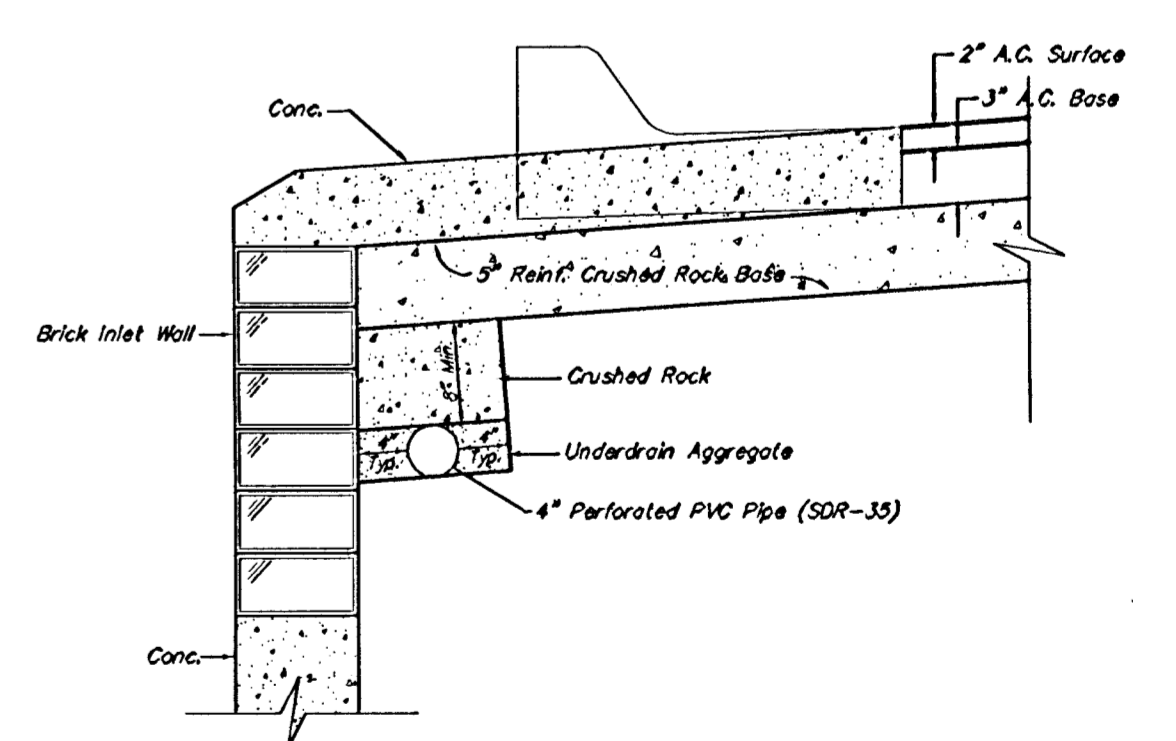 2" A.C. Surface
3" A.C. Base
Conc.
5" Reinf. Crushed Rock Base
Brick Inlet Wall
8" Min.
Crushed Rock
4" 4"
Typ. Typ.
Underdrain Aggregate
4" Perforated PVC Pipe (SDR-35)
Conc.